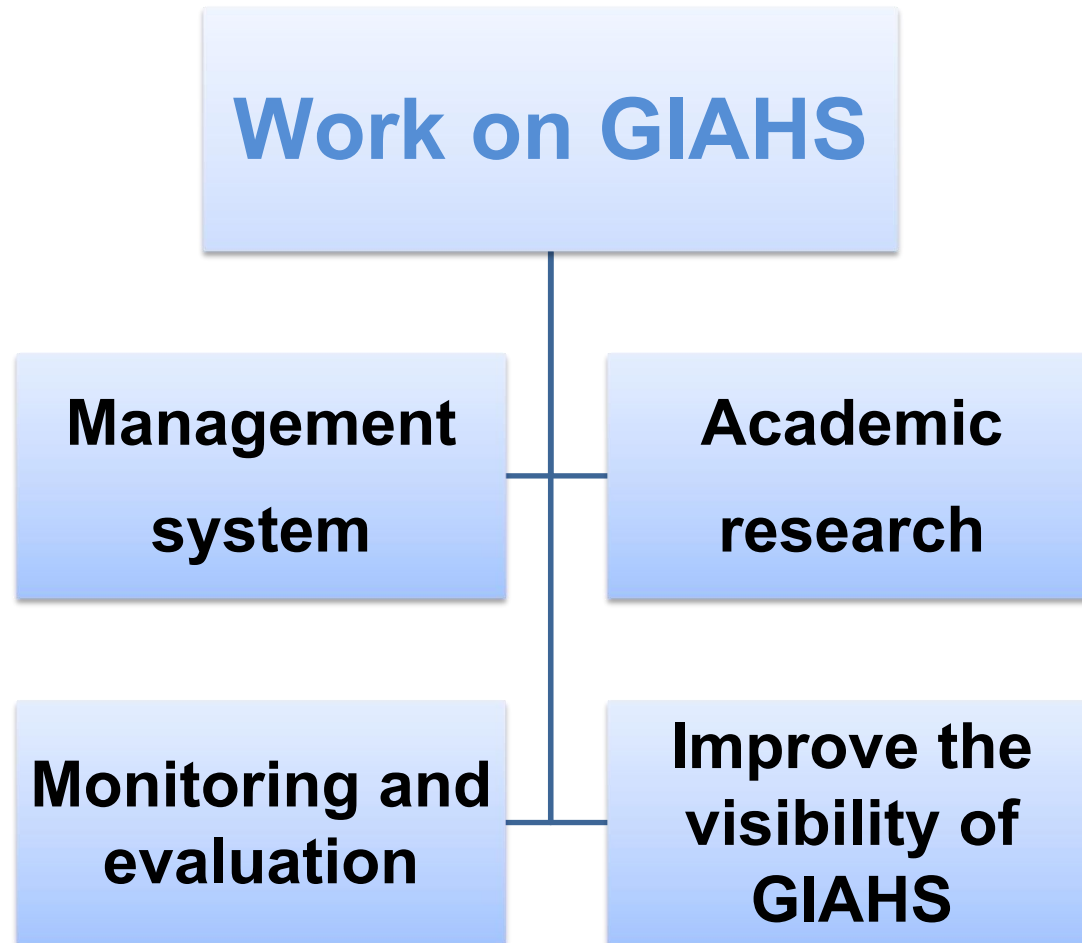 Work on GIAHS
Management
system
Academic
research
Monitoring and
evaluation
Improve the
visibility of
GIAHS